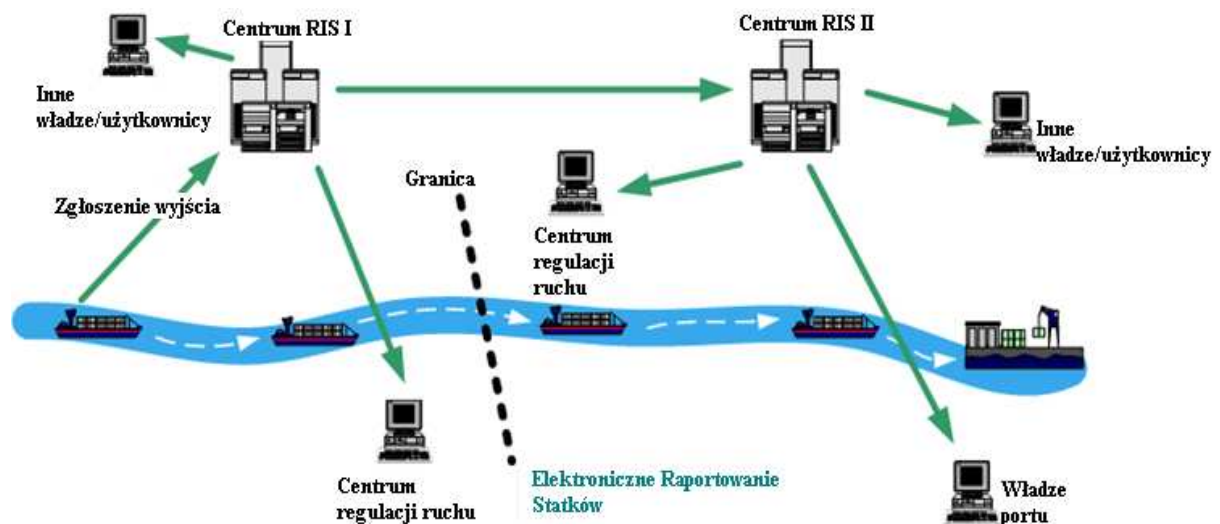 Centrum RIS I
Centrum RIS II
Inne
władze/użytkownicy
Inne
władze/użytkownicy
Granica
Zgłoszenie wyjścia
Centrum
regulacji
ruchu
Centrum
regulacji ruchu
Elektroniczne Raportowanie
Statków
Władze
portu